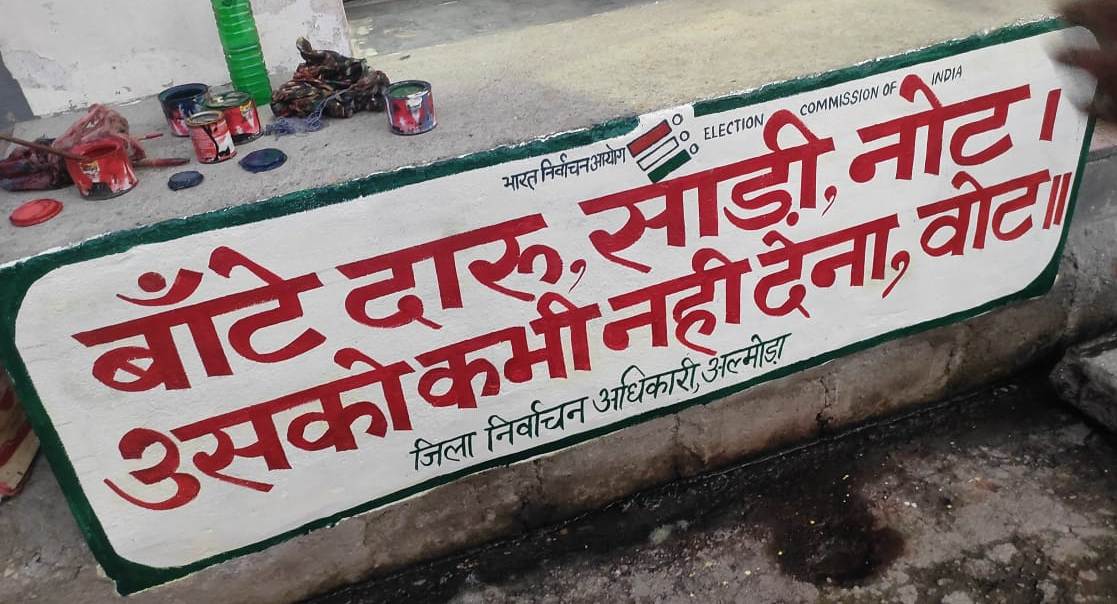 भारत निर्वाचन आयोग ELECTION COMMISSION OF INDIA
बाँटे दारू, साड़ी, नोट।
उसको कभी नही देना, वोट॥
जिला निर्वाचन अधिकारी, अल्मोड़ा